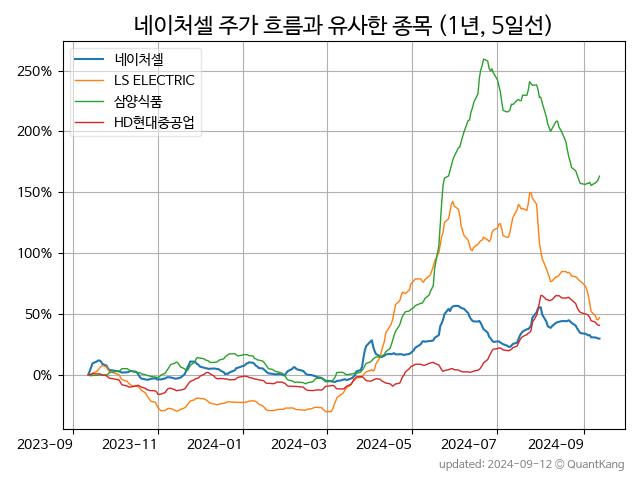 네이처셀 주가 흐름과 유사한 종목 (1년, 5일선)
네이처셀
LS ELECTRIC
삼양식품
HD현대중공업
250%
200%
150%
100%
50%
0%
2023-09 2023-11 2024-01 2024-03 2024-05 2024-07 2024-09
updated: 2024-09-12 © QuantKang